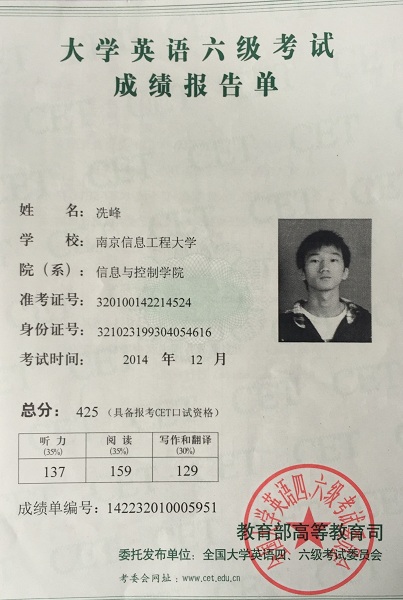 大学英语六级考试
成绩报告单
姓 名：冼峰
学 校：南京信息工程大学
院（系）：信息与控制学院
准考证号：320100142214524
身份证号：321023199304054616
考试时间： 2014 年 12 月
总分： 425 （具备报考CET口试资格）
听 力 阅 读 写作和翻译
(35%) (35%) (30%)
137 159 129
成绩单编号：142232010005951
全国大学英语四、六级考试委员会
教育部高等教育司
委托发布单位：全国大学英语四、六级考试委员会
考委会网址：www.cet.edu.cn